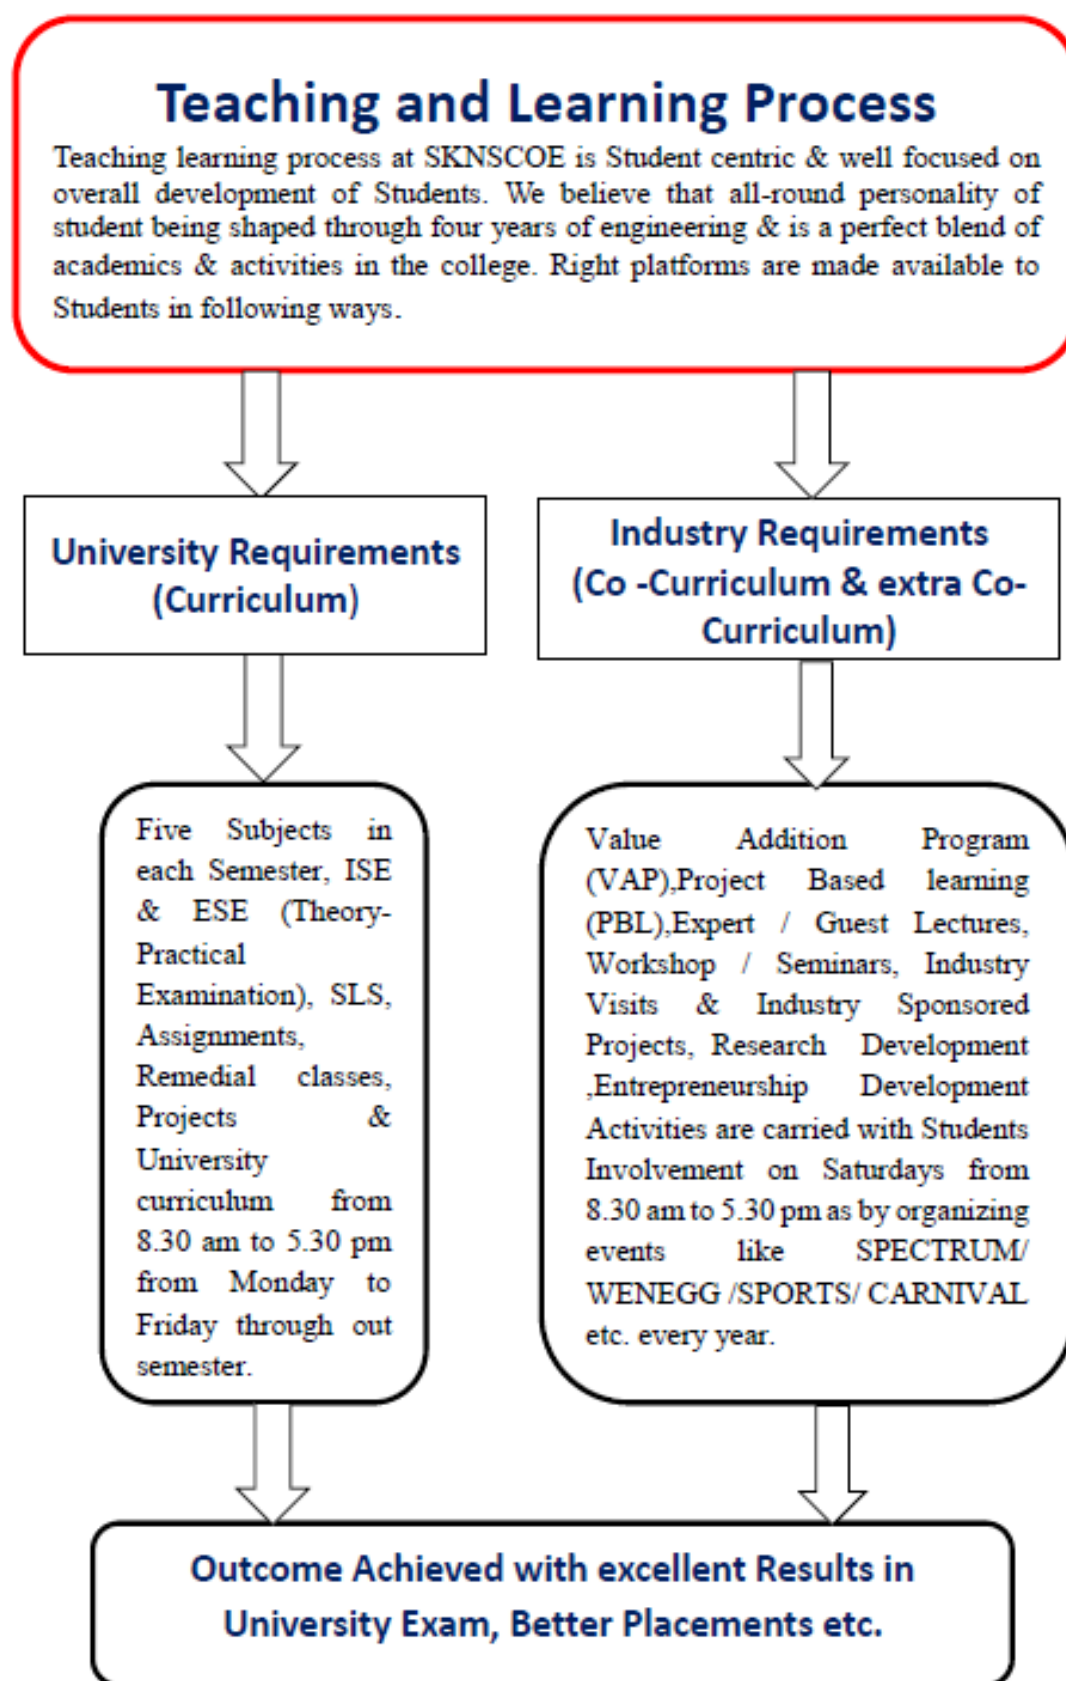 Teaching and Learning Process
Teaching learning process at SKNSCOE is Student centric & well focused on
overall development of Students. We believe that all-round personality of
student being shaped through four years of engineering & is a perfect blend of
academics & activities in the college. Right platforms are made available to
Students in following ways.
University Requirements
(Curriculum)
Industry Requirements
(Co -Curriculum & extra Co-
Curriculum)
Five Subjects in
each Semester, ISE
& ESE (Theory-
Practical
Examination), SLS,
Assignments,
Remedial classes,
Projects &
University
curriculum from
8.30 am to 5.30 pm
from Monday to
Friday through out
semester.
Value Addition Program
(VAP),Project Based learning
(PBL),Expert / Guest Lectures,
Workshop / Seminars, Industry
Visits & Industry Sponsored
Projects, Research Development
,Entrepreneurship Development
Activities are carried with Students
Involvement on Saturdays from
8.30 am to 5.30 pm as by organizing
events like SPECTRUM/
WENEGG /SPORTS/ CARNIVAL
etc. every year.
Outcome Achieved with excellent Results in
University Exam, Better Placements etc.